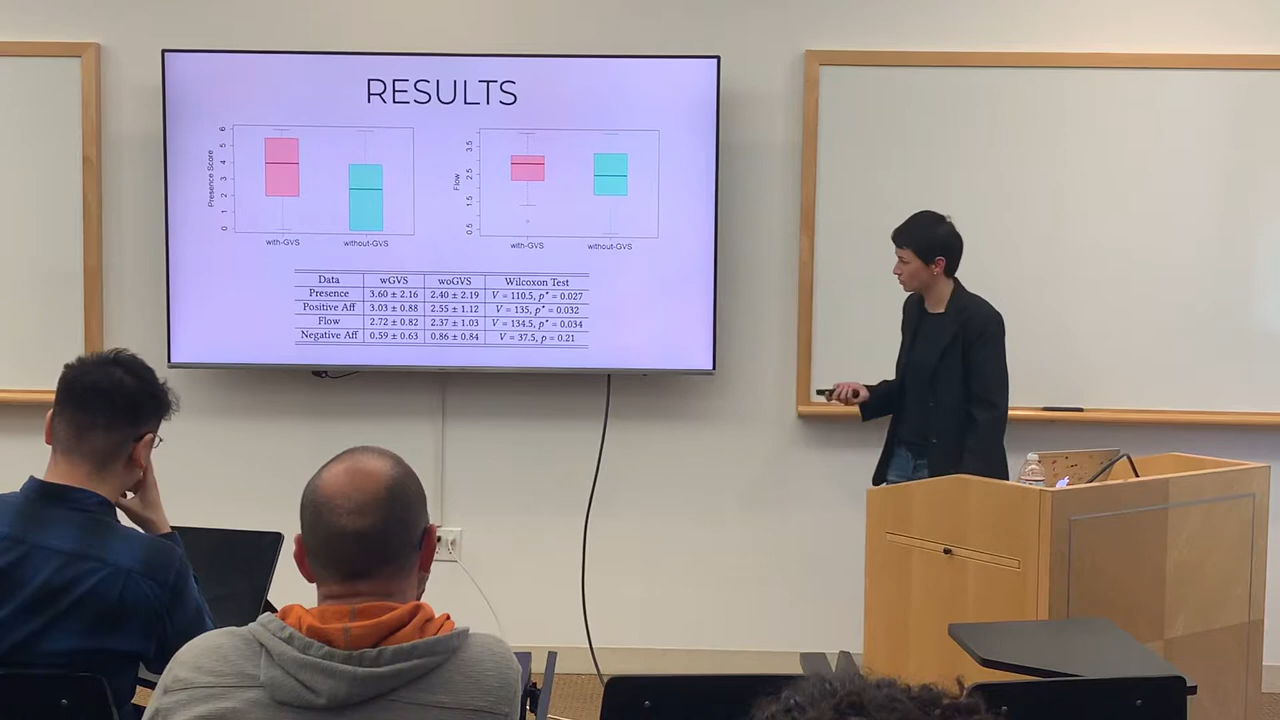 RESULTS
Presence Score
0 1 2 3 4 5 6
with-GVS without-GVS
Flow
0.5 1.5 2.5 3.5
with-GVS without-GVS
Data wGVS woGVS Wilcoxon Test
Presence 3.60 ± 2.16 2.40 ± 2.19 V = 110.5, p* = 0.027
Positive Aff 3.03 ± 0.88 2.55 ± 1.12 V = 135, p* = 0.032
Flow 2.72 ± 0.82 2.37 ± 1.03 V = 134.5, p* = 0.034
Negative Aff 0.59 ± 0.63 0.86 ± 0.84 V = 37.5, p = 0.21